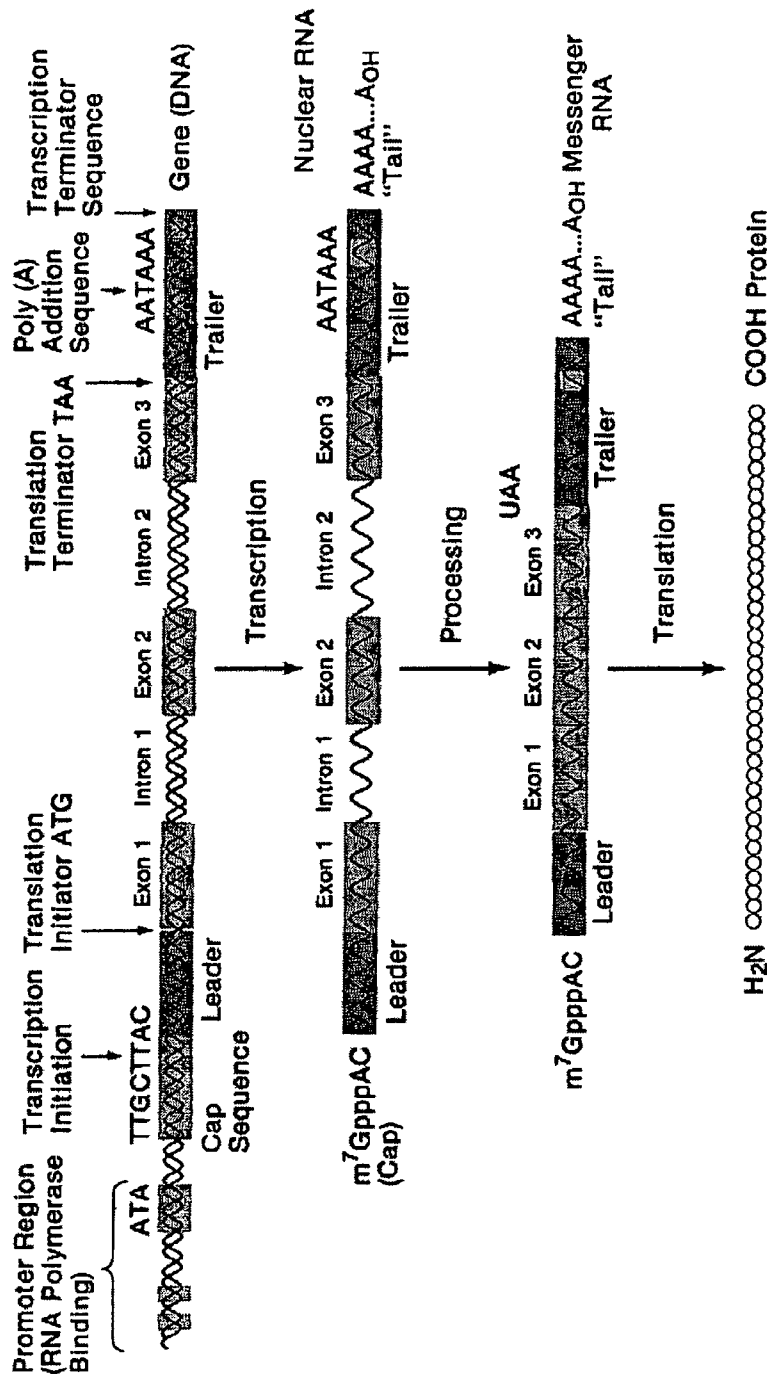 Promoter Region
(RNA Polymerase
Binding)
Transcription
Initiation
Translation
Initiator ATG
Translation
Terminator TAA
Poly (A)
Addition
Sequence
Transcription
Terminator
Sequence
ATA
TTGCTTAC
Exon 1
Intron 1
Exon 2
Intron 2
Exon 3
AATAAA
Gene (DNA)
Cap
Sequence
Leader
Trailer
Transcription
Nuclear RNA
Exon 1
Intron 1
Exon 2
Intron 2
Exon 3
AATAAA
m⁷GpppAC
(Cap)
Leader
Trailer
AAAA...AOH
"Tail"
Processing
Exon 1
Exon 2
Exon 3
UAA
m⁷GpppAC
Leader
Trailer
AAAA...AOH Messenger
"Tail"
RNA
Translation
H₂N
COOH Protein